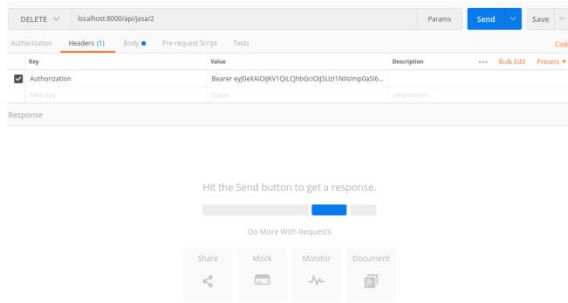 DELETE localhost:8000/api/jasa/2 Params Send Save
Authorization Headers (1) Body Pre-request Script Tests Code
Key Value Description Bulk Edit Presets
Authorization Bearer
New key Value Description
Response
Hit the Send button to get a response.
Do More With Requests
Share Mock Monitor Document